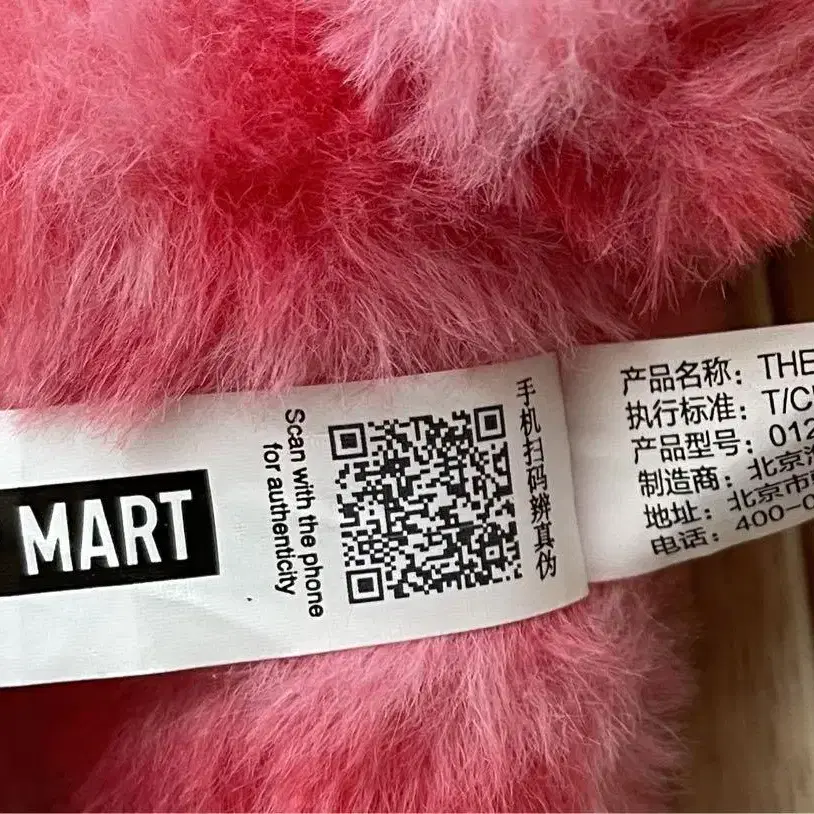 MART
Scan with the phone
for authenticity
手机扫码辨真伪
产品名称：THE
执行标准：T/C
产品型号：012
制造商：北京
地址：北京市
电话：400-0